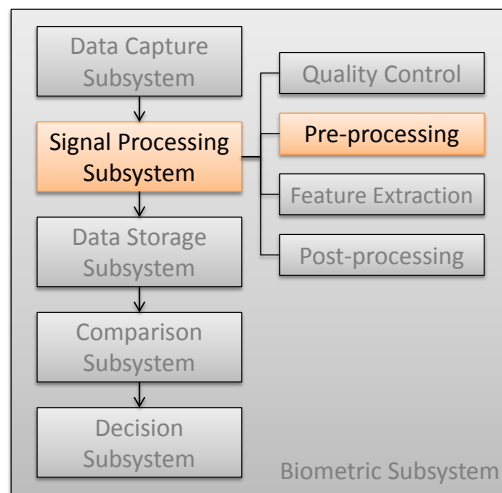 Data Capture
Subsystem
Signal Processing
Subsystem
Data Storage
Subsystem
Comparison
Subsystem
Decision
Subsystem
Quality Control
Pre-processing
Feature Extraction
Post-processing
Biometric Subsystem